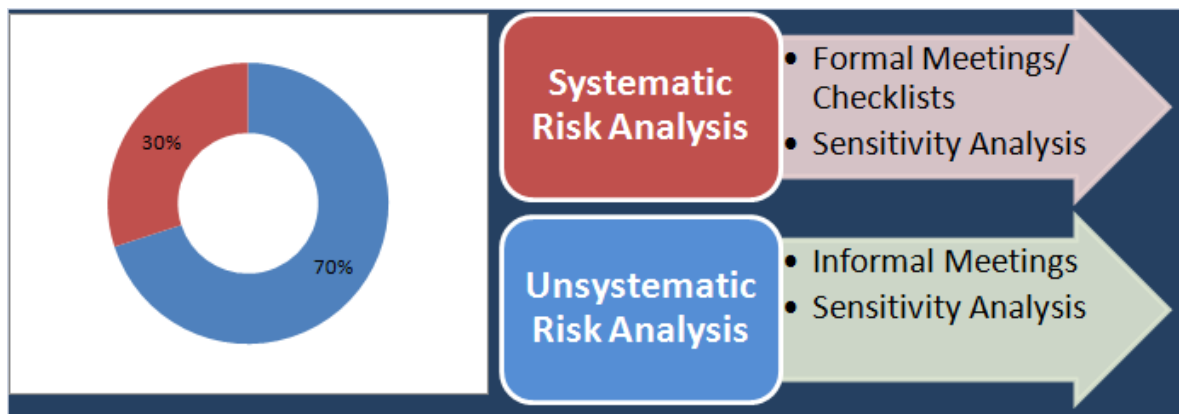 30%
70%
Systematic
Risk Analysis
• Formal Meetings/
Checklists
• Sensitivity Analysis
Unsystematic
Risk Analysis
• Informal Meetings
• Sensitivity Analysis